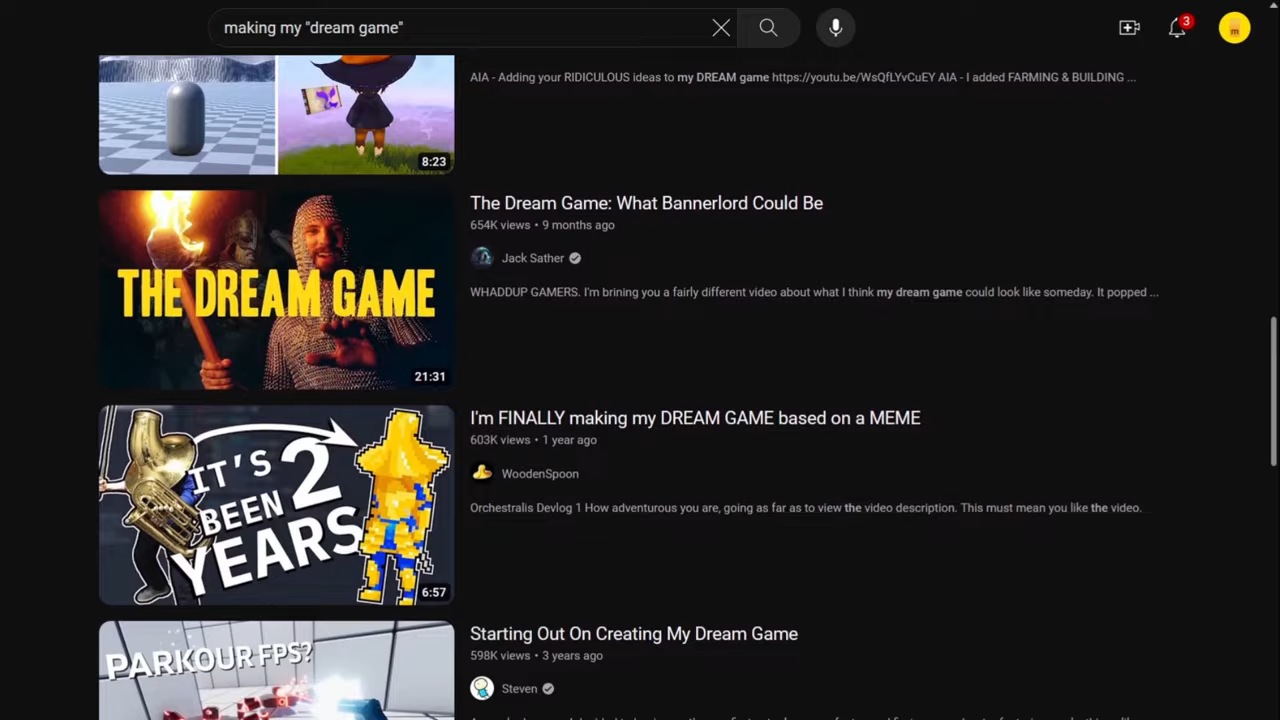 making my "dream game"
3
m
AIA - Adding your RIDICULOUS ideas to my DREAM game https://youtu.be/WsQfLYvCuEY AIA - I added FARMING & BUILDING ...
8:23
THE DREAM GAME
21:31
The Dream Game: What Bannerlord Could Be
654K views • 9 months ago
Jack Sather
WHADDUP GAMERS. I'm brining you a fairly different video about what I think my dream game could look like someday. It popped ...
IT'S
BEEN 2
YEARS
6:57
I'm FINALLY making my DREAM GAME based on a MEME
603K views • 1 year ago
WoodenSpoon
Orchestralis Devlog 1 How adventurous you are, going as far as to view the video description. This must mean you like the video.
PARKOUR FPS?
Starting Out On Creating My Dream Game
598K views • 3 years ago
Steven